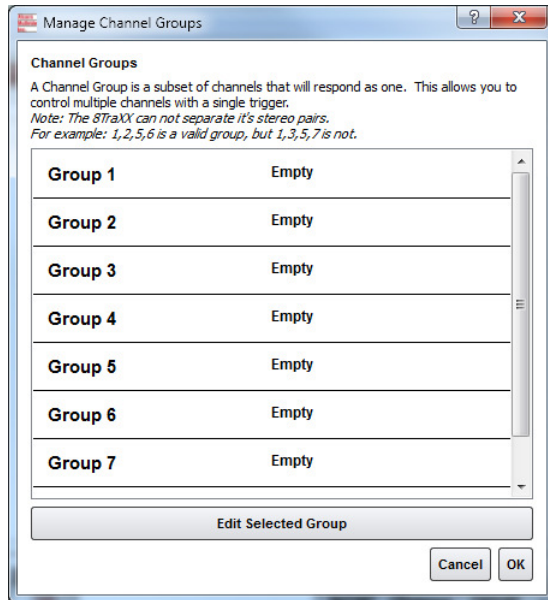 Manage Channel Groups
Channel Groups
A Channel Group is a subset of channels that will respond as one. This allows you to
control multiple channels with a single trigger.
Note: The 8TraXX can not separate it's stereo pairs.
For example: 1,2,5,6 is a valid group, but 1,3,5,7 is not.
Group 1 Empty
Group 2 Empty
Group 3 Empty
Group 4 Empty
Group 5 Empty
Group 6 Empty
Group 7 Empty
Edit Selected Group
Cancel OK